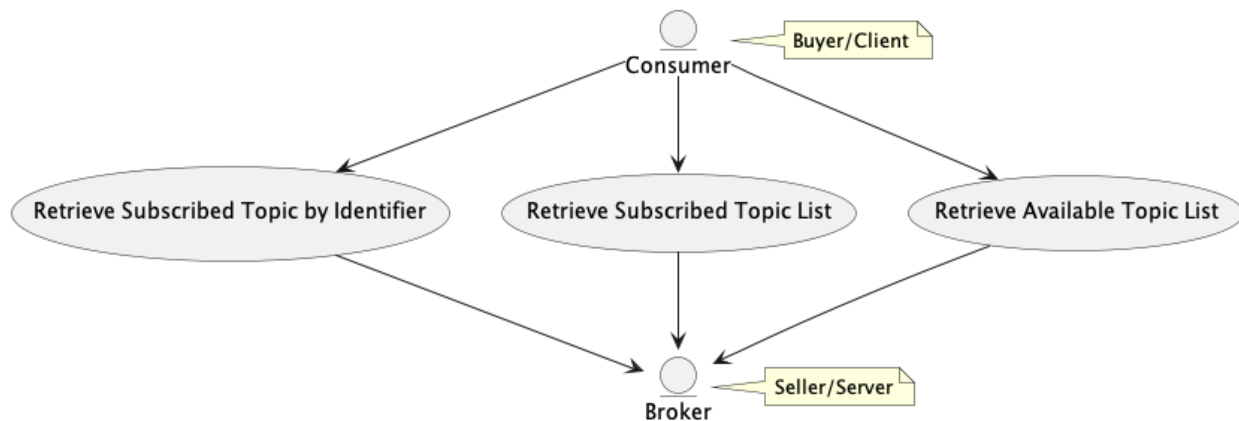 Buyer/Client
Consumer
Retrieve Subscribed Topic by Identifier
Retrieve Subscribed Topic List
Retrieve Available Topic List
Seller/Server
Broker